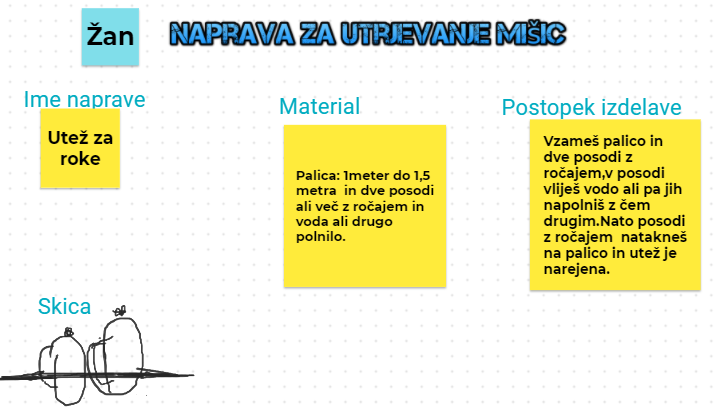 Žan
NAPRAVA ZA UTRJEVANJE MIŠIC
Ime naprave
Utež za
roke
Material
Palica: 1meter do 1,5
metra in dve posodi
ali več z ročajem in
voda ali drugo
polnilo.
Postopek izdelave
Vzameš palico in
dve posodi z
ročajem,v posodi
vliješ vodo ali pa jih
napolniš z čem
drugim.Nato posodi
z ročajem natakneš
na palico in utež je
narejena.
Skica